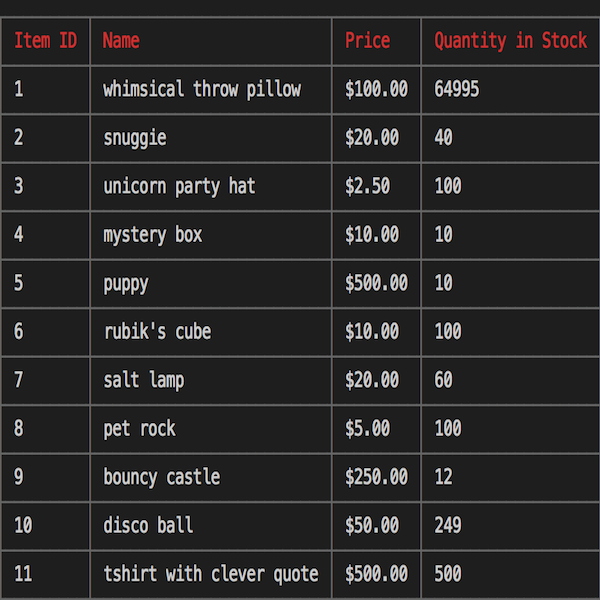 Item ID Name Price Quantity in Stock
1 whimsical throw pillow $100.00 64995
2 snuggie $20.00 40
3 unicorn party hat $2.50 100
4 mystery box $10.00 10
5 puppy $500.00 10
6 rubik's cube $10.00 100
7 salt lamp $20.00 60
8 pet rock $5.00 100
9 bouncy castle $250.00 12
10 disco ball $50.00 249
11 tshirt with clever quote $500.00 500